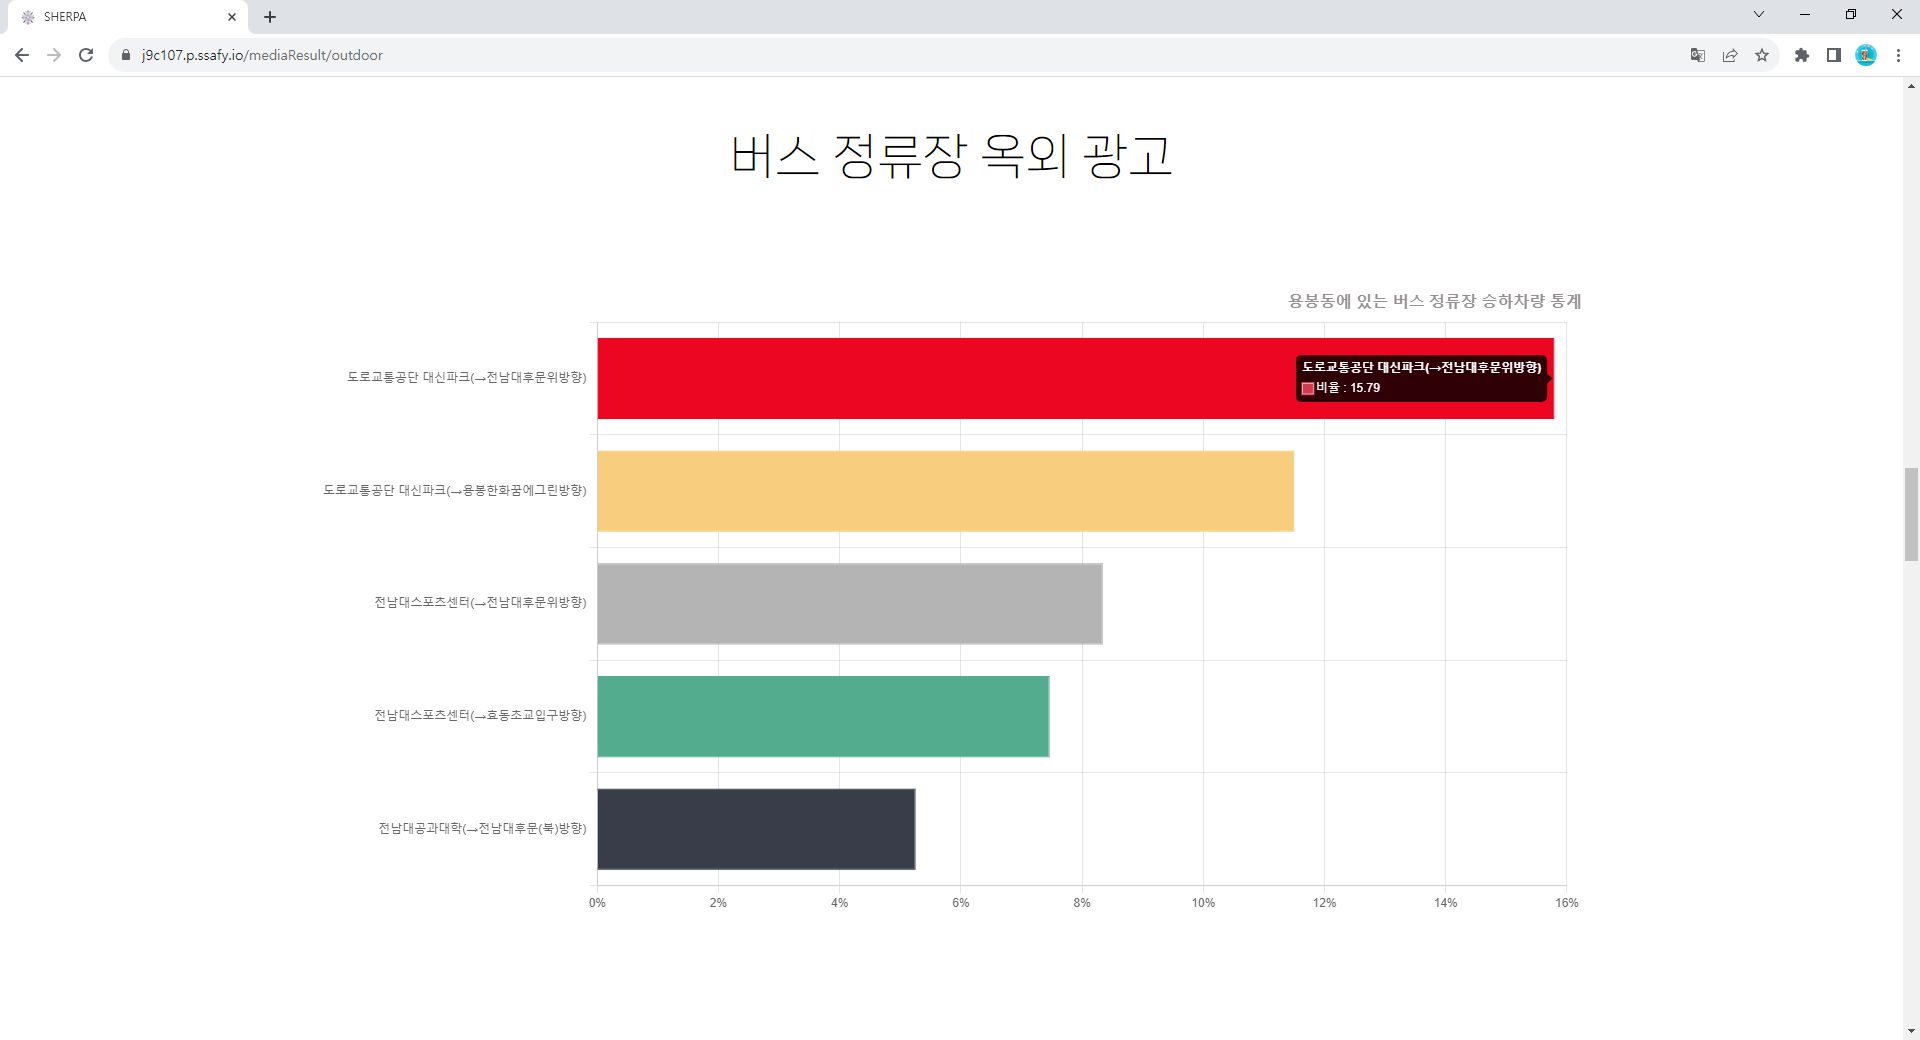 SHERPA
j9c107.p.ssafy.io/mediaResult/outdoor
버스 정류장 옥외 광고
용봉동에 있는 버스 정류장 승하차량 통계
도로교통공단 대신파크(→전남대후문위방향)
도로교통공단 대신파크(→전남대후문위방향)
비율 : 15.79
도로교통공단 대신파크(→용봉한화꿈에그린방향)
전남대스포츠센터(→전남대후문위방향)
전남대스포츠센터(→효동초교입구방향)
전남대공과대학(→전남대후문(북)방향)
0% 2% 4% 6% 8% 10% 12% 14% 16%